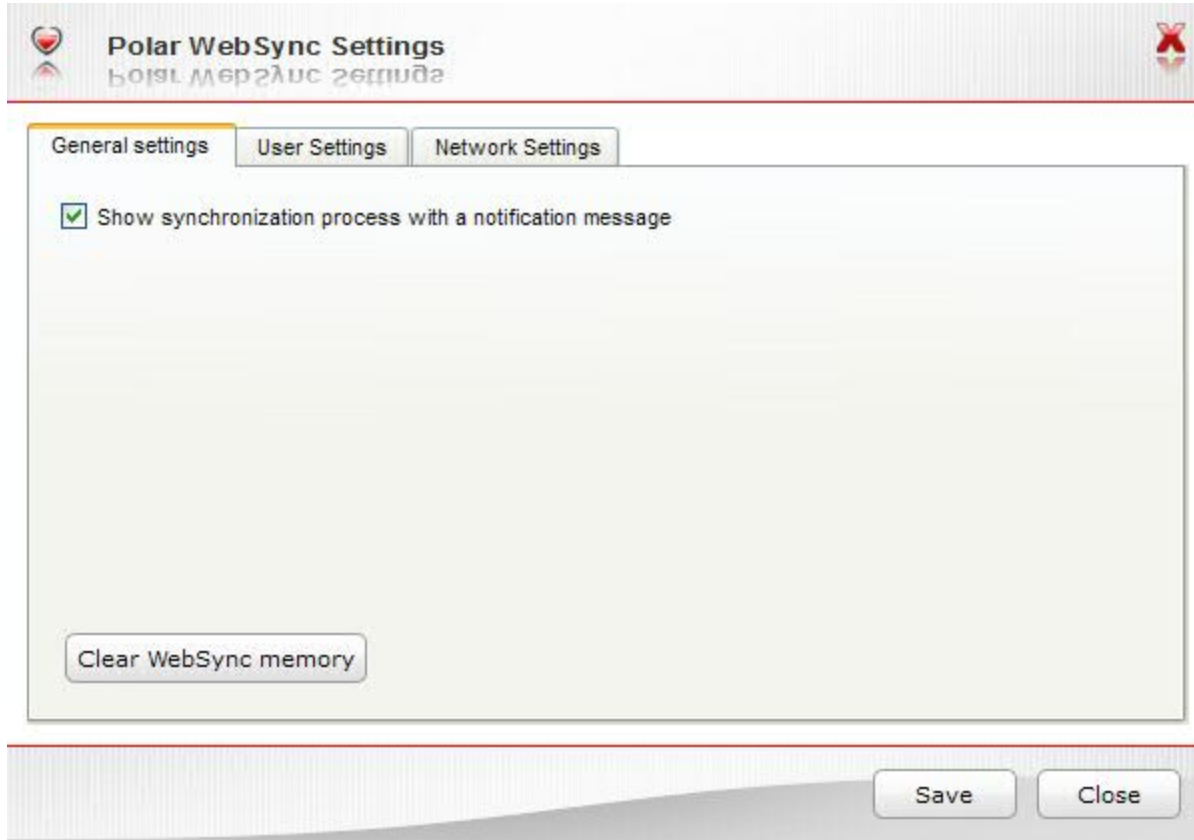 Polar WebSync Settings
General settings
User Settings
Network Settings
Show synchronization process with a notification message
Clear WebSync memory
Save
Close